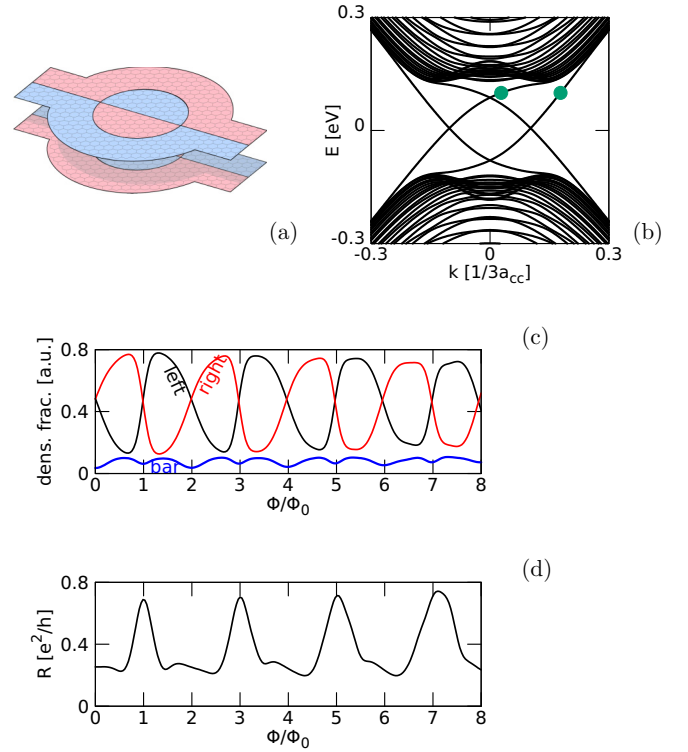 (a)
0.3
0
-0.3
E [eV]
-0.3
0
0.3
k [1/3a_cc]
(b)
(c)
0.8
0.4
0
dens. frac. [a.u.]
left
right
bar
0 1 2 3 4 5 6 7 8
Φ/Φ₀
(d)
0.8
0.4
0
R [e²/h]
0 1 2 3 4 5 6 7 8
Φ/Φ₀